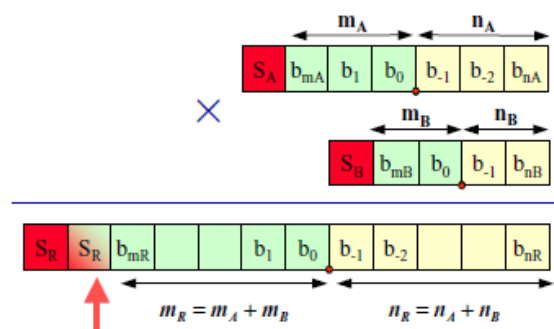 m_A n_A
S_A b_mA b_1 b_0 b_-1 b_-2 b_nA
×
m_B n_B
S_B b_mB b_0 b_-1 b_nB
S_R S_R b_mR b_1 b_0 b_-1 b_-2 b_nR
m_R = m_A + m_B n_R = n_A + n_B